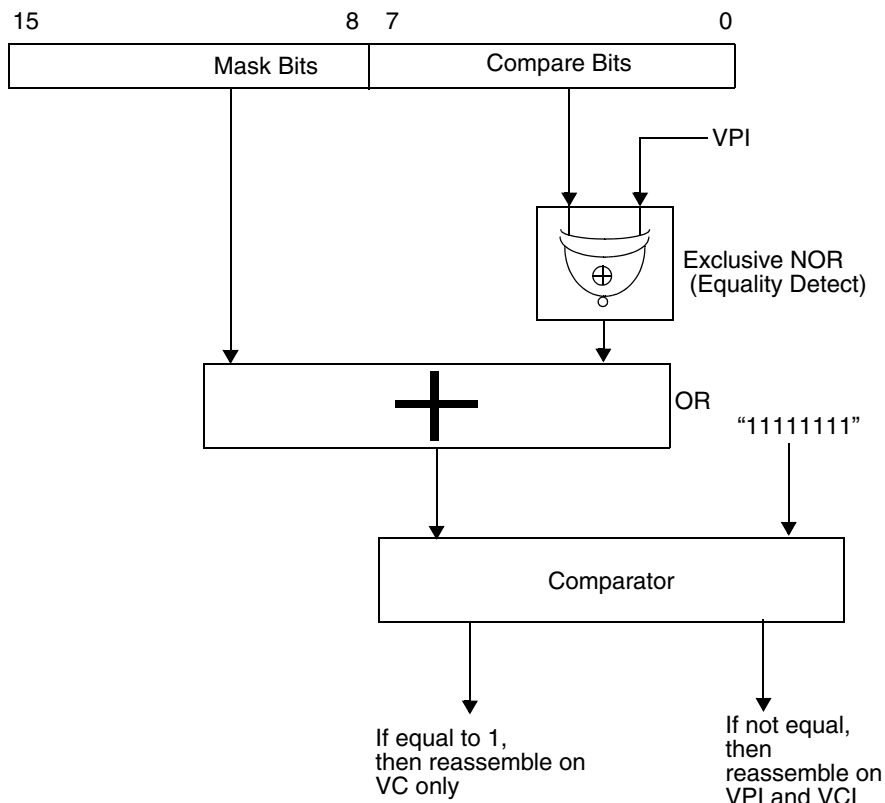 15 8 7 0
Mask Bits Compare Bits
VPI
Exclusive NOR
(Equality Detect)
OR
“11111111”
Comparator
If equal to 1,
then reassemble on
VC only
If not equal,
then
reassemble on
VPI and VCI